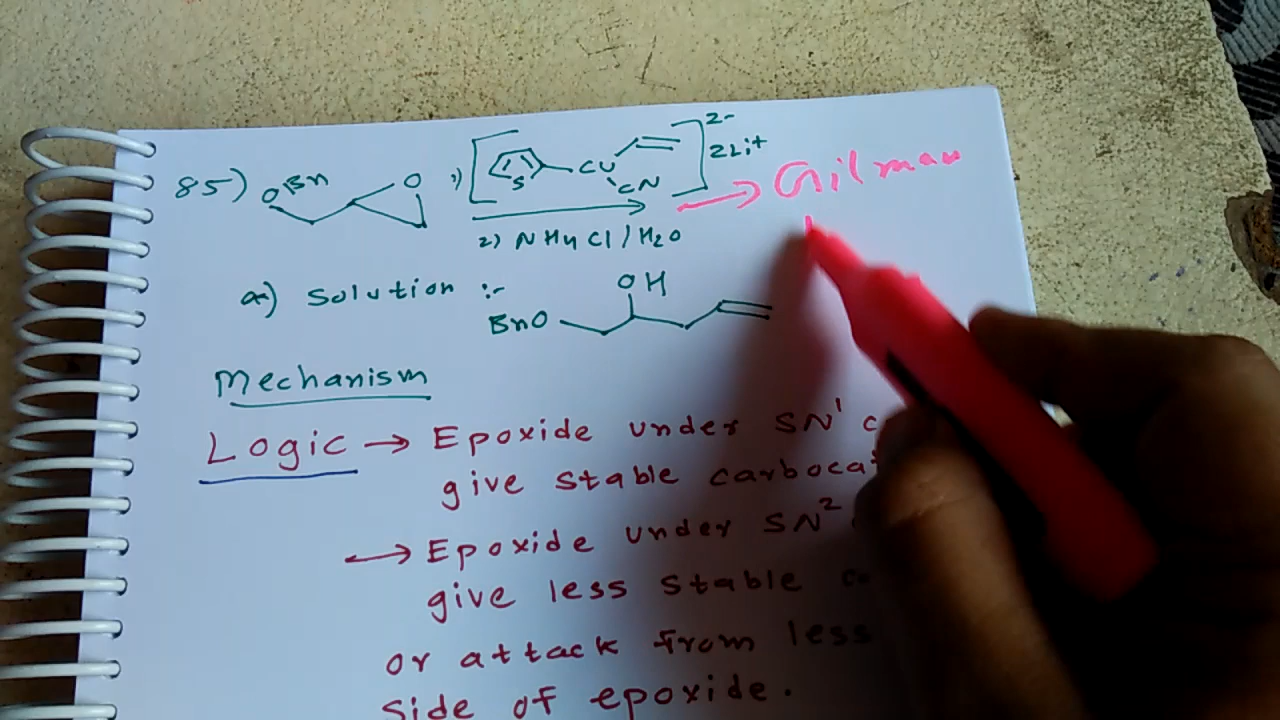 85) OBn O 1) [ S Cu CN ]2- 2Li+ → Gilman
2) NH4Cl/H2O
a) Solution :-
OH
BnO
Mechanism
Logic → Epoxide under SN1
give stable
→ Epoxide under SN2
give less stable
or attack from less
side of epoxide.